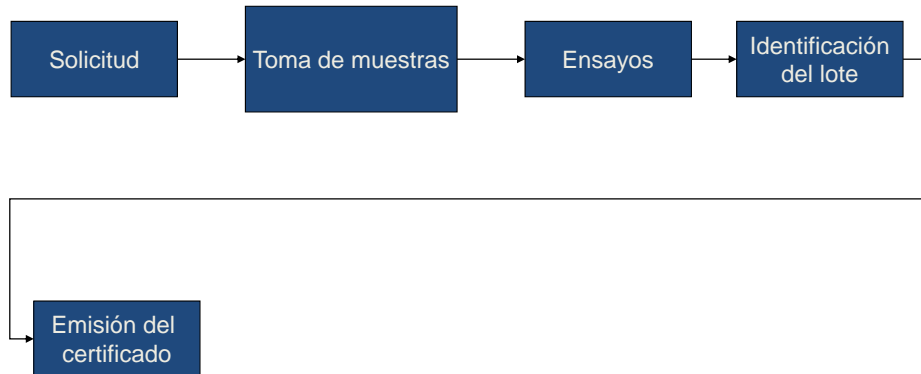 Solicitud
Toma de muestras
Ensayos
Identificación
del lote
Emisión del
certificado